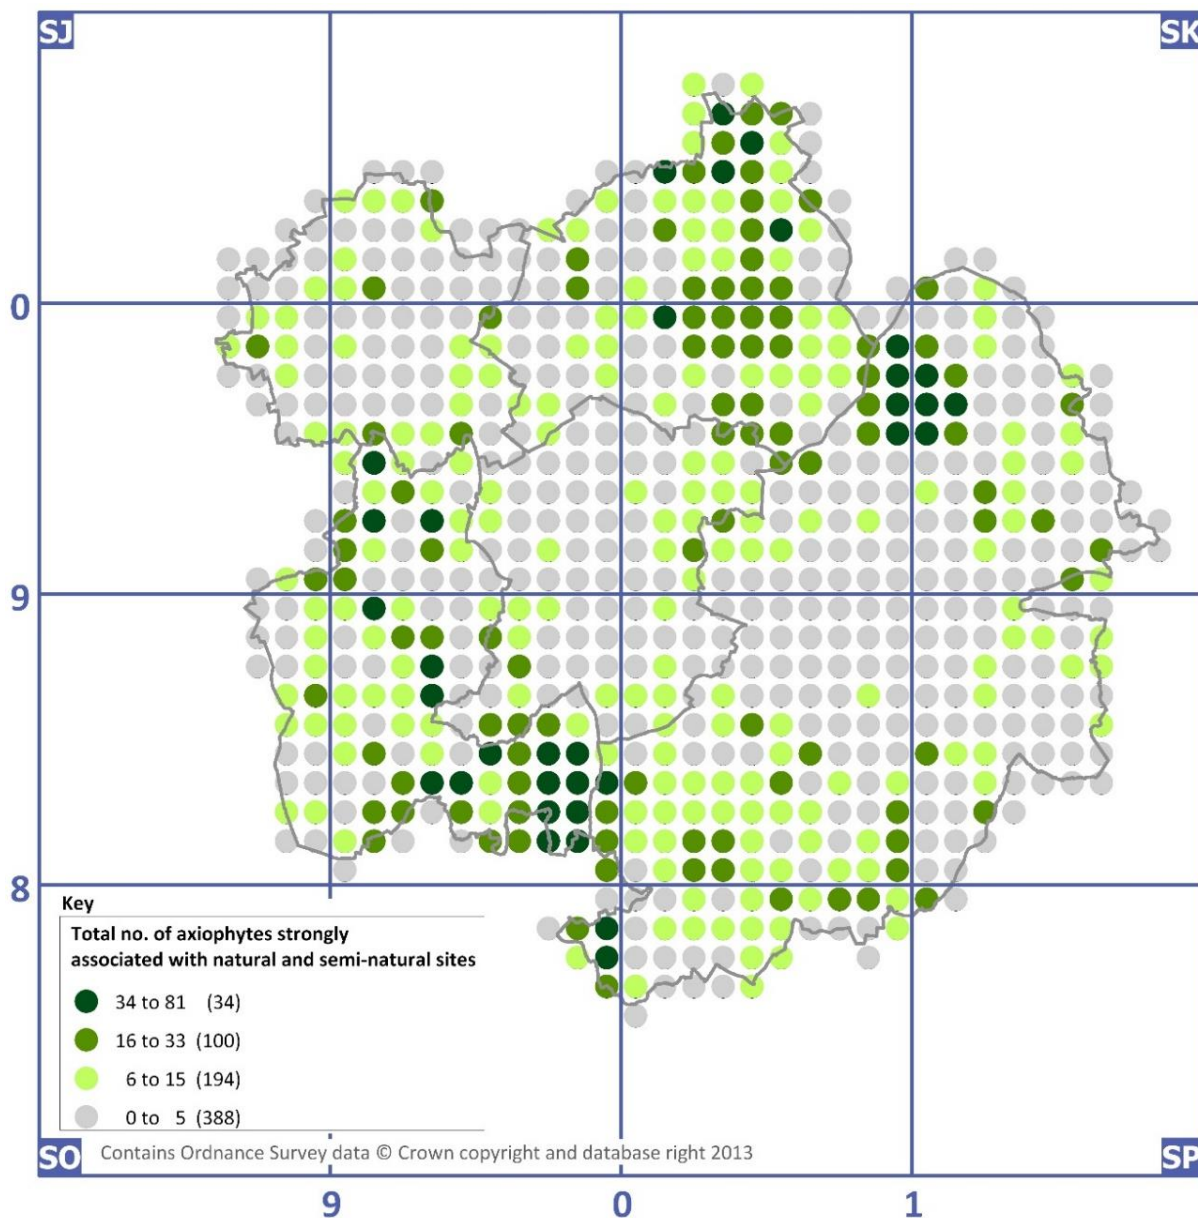 SJ SK
0
9
8
Key
Total no. of axiophytes strongly
associated with natural and semi-natural sites
34 to 81 (34)
16 to 33 (100)
6 to 15 (194)
0 to 5 (388)
SO Contains Ordnance Survey data © Crown copyright and database right 2013 SP
9 0 1